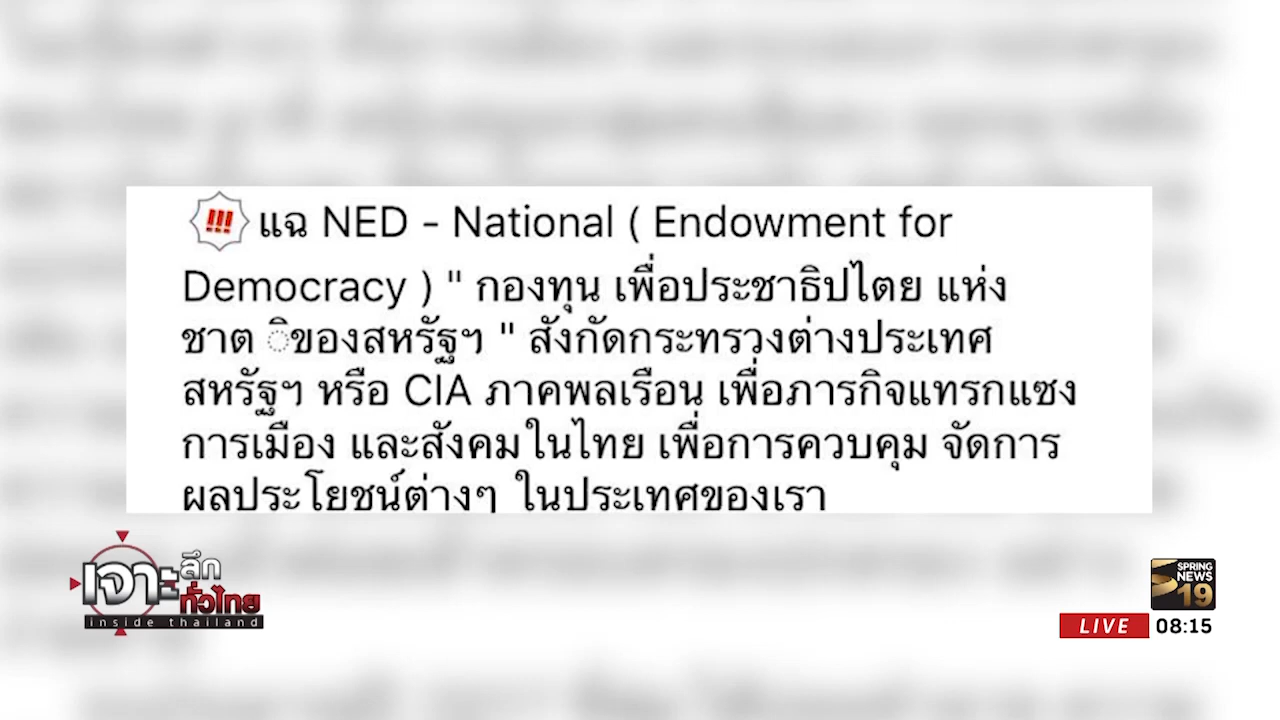 !!! แฉ NED - National ( Endowment for
Democracy ) " กองทุน เพื่อประชาธิปไตย แห่ง
ชาต ิของสหรัฐฯ " สังกัดกระทรวงต่างประเทศ
สหรัฐฯ หรือ CIA ภาคพลเรือน เพื่อภารกิจแทรกแซง
การเมือง และสังคมในไทย เพื่อการควบคุม จัดการ
ผลประโยชน์ต่างๆ ในประเทศของเรา
เจาะลึก
ทั่วไทย
inside thailand
SPRING
NEWS
19
LIVE 08:15